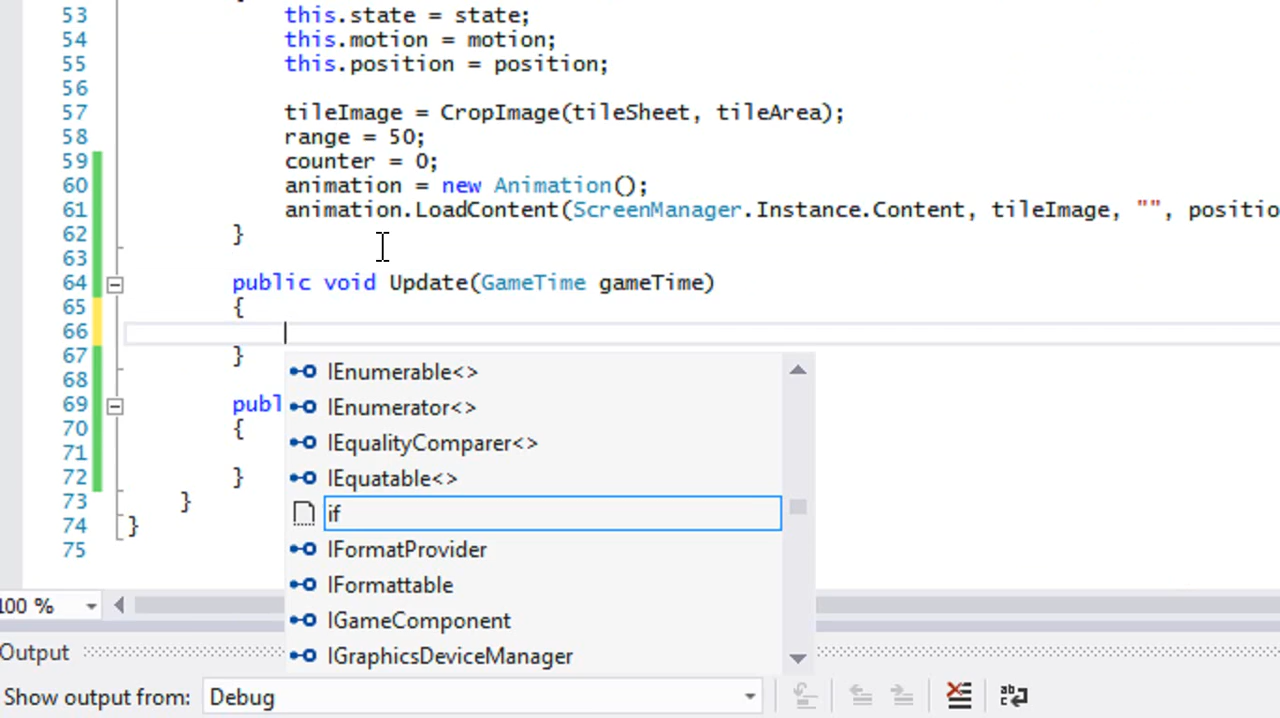 53 this.state = state;
54 this.motion = motion;
55 this.position = position;
56
57 tileImage = CropImage(tileSheet, tileArea);
58 range = 50;
59 counter = 0;
60 animation = new Animation();
61 animation.LoadContent(ScreenManager.Instance.Content, tileImage, "", positio
62 }
63
64 public void Update(GameTime gameTime)
65 {
66
67 }
IEnumerable<>
68
69 publ
IEnumerator<>
70 {
IEqualityComparer<>
71
72 }
IEquatable<>
73 }
if
74 }
75
IFormatProvider
IFormattable
100 %
IGameComponent
Output
IGraphicsDeviceManager
Show output from: Debug